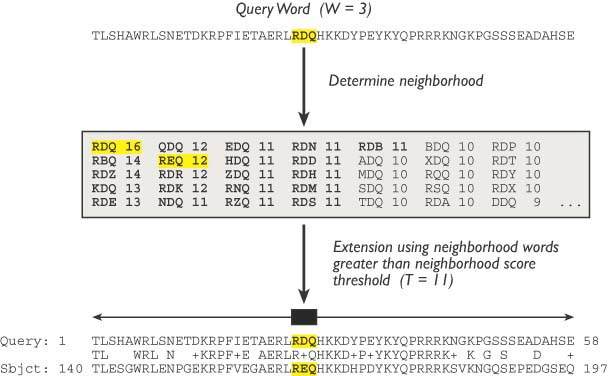 Query Word (W = 3)
TLSHAWRLSNETDKRPFIETAERLRDQHKKDYPEYKYQPRRRKNGKPGSSSEADAHSE
Determine neighborhood
RDQ 16 QDQ 12 EDQ 11 RDN 11 RDB 11 BDQ 10 RDP 10
RBQ 14 REQ 12 HDQ 11 RDD 11 ADQ 10 XDQ 10 RDT 10
RDZ 14 RDR 12 ZDQ 11 RDH 11 MDQ 10 RQQ 10 RDY 10
KDQ 13 RDK 12 RNQ 11 RDM 11 SDQ 10 RSQ 10 RDX 10
RDE 13 NDQ 11 RZQ 11 RDS 11 TDQ 10 RDA 10 DDQ 9 ...
Extension using neighborhood words
greater than neighborhood score
threshold (T = 11)
Query: 1 TLSHAWRLSNETDKRPFIETAERLRDQHKKDYPEYKYQPRRRKNGKPGSSSEADAHSE 58
TL WRL N +KRPF+E AERLR+QHKKD+P+YKYQPRRRK+ K G S D +
Sbjct: 140 TLESGWRLENPGEKRPFVEGAERLREQHKKDHPDYKYQPRRRKSVKNGQSEPEDGSEQ 197